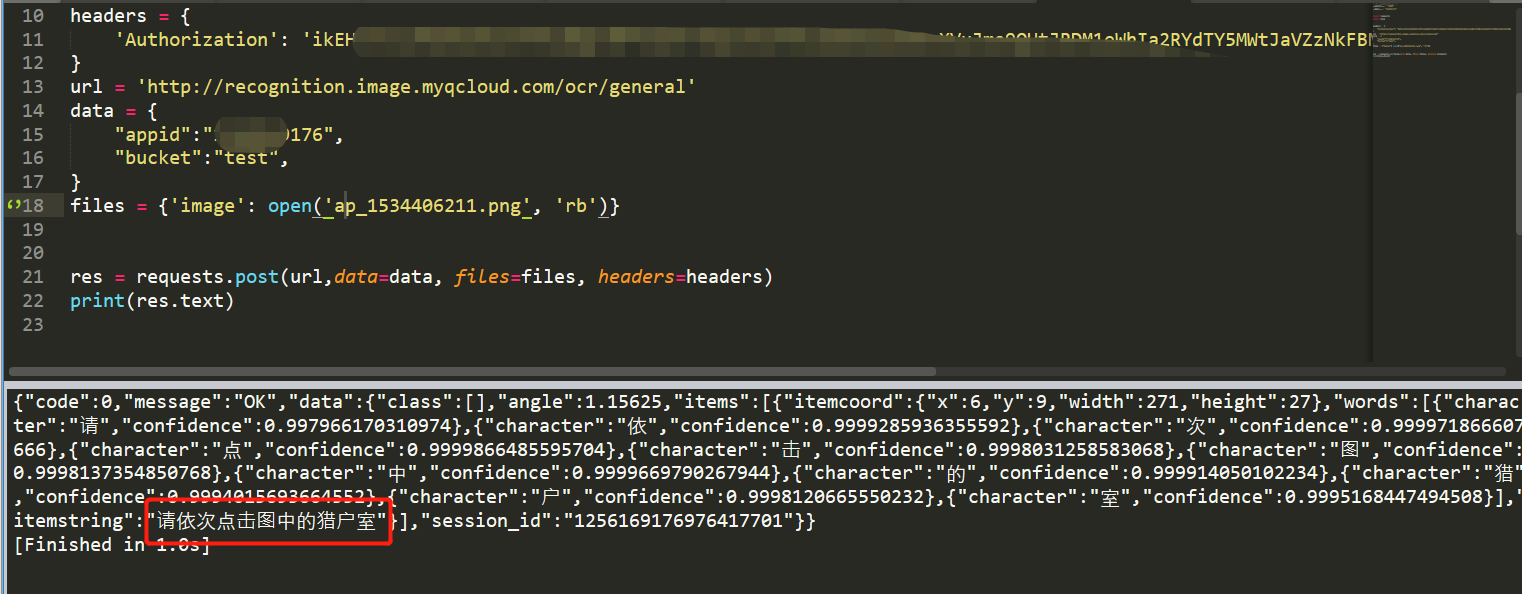 10 headers = {
11 'Authorization': 'ikEH
12 }
13 url = 'http://recognition.image.myqcloud.com/ocr/general'
14 data = {
15 "appid":" 9176",
16 "bucket":"test",
17 }
18 files = {'image': open('ap_1534406211.png', 'rb')}
19
20
21 res = requests.post(url,data=data, files=files, headers=headers)
22 print(res.text)
23
{"code":0,"message":"OK","data":{"class":[],"angle":1.15625,"items":[{"itemcoord":{"x":6,"y":9,"width":271,"height":27},"words":[{"charac
ter":"请","confidence":0.997966170310974},{"character":"依","confidence":0.9999285936355592},{"character":"次","confidence":0.99997186660​7
666},{"character":"点","confidence":0.9999866485595704},{"character":"击","confidence":0.9998031258583068},{"character":"图","confidence":
0.9998137354850768},{"character":"中","confidence":0.9999669790267944},{"character":"的","confidence":0.999914050102234},{"character":"猎"
,"confidence":0.9994015693664552},{"character":"户","confidence":0.9998120665550232},{"character":"室","confidence":0.9995168447494508}],"
itemstring":"请依次点击图中的猎户室"}],"session_id":"1256169176976417701"}}
[Finished in 1.0s]